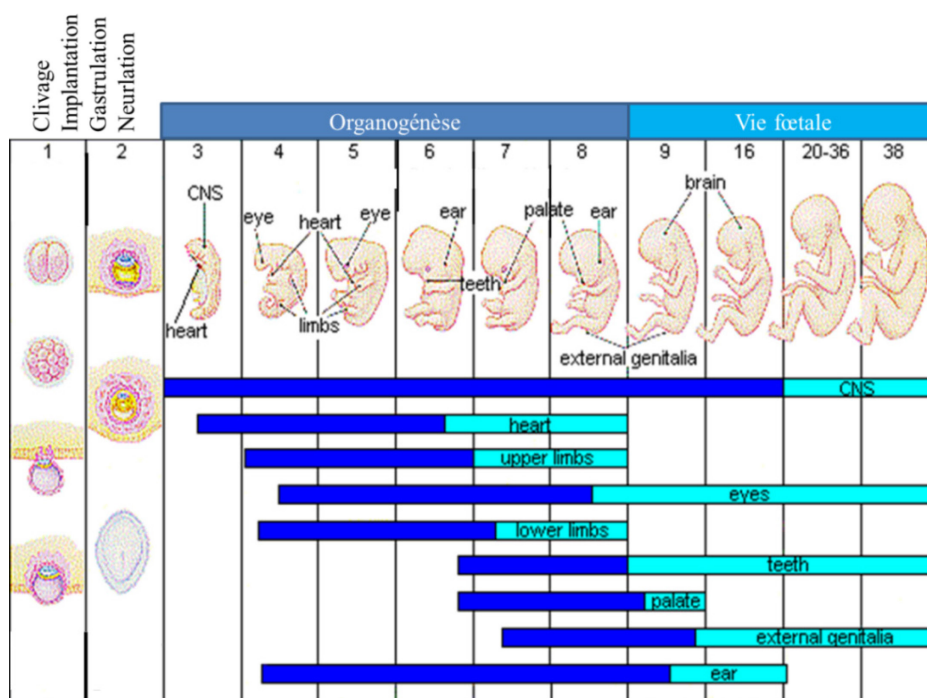 Clivage
Implantation
Gastrulation
Neurlation
Organogénèse
Vie fœtale
1 2 3 4 5 6 7 8 9 16 20-36 38
CNS
brain
eye
heart
eye
ear
palate
ear
teeth
heart
limbs
external genitalia
CNS
heart
upper limbs
eyes
lower limbs
teeth
palate
external genitalia
ear